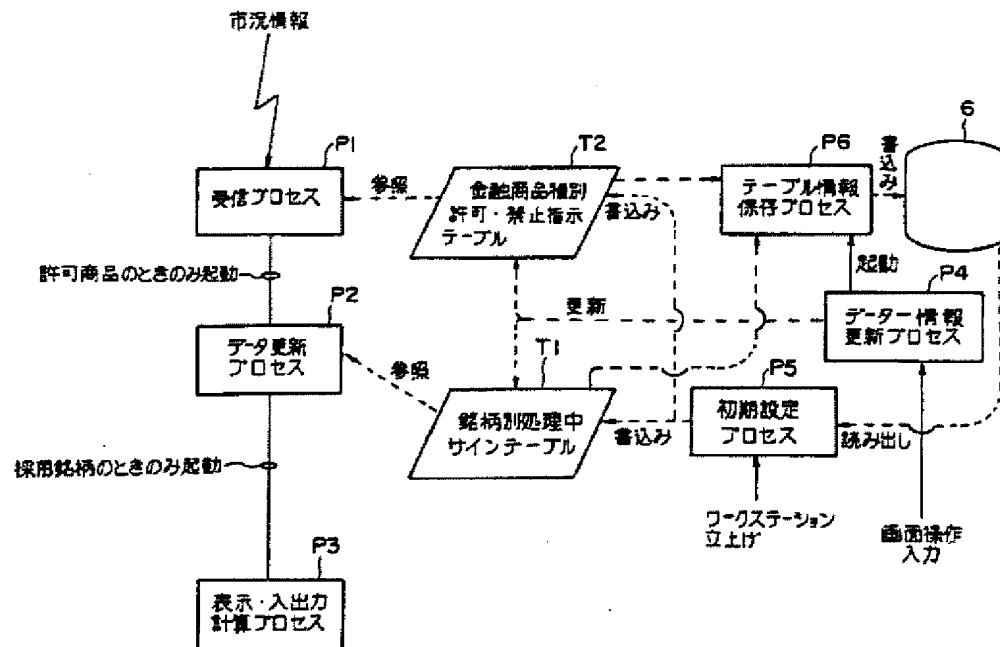 市況情報
P1
受信プロセス
参照
T2
金融商品種別
許可・禁止指示
テーブル
書込み
P6
テーブル情報
保存プロセス
書込み
6
許可商品のときのみ起動
P2
データ更新
プロセス
参照
更新
起動
P4
データー情報
更新プロセス
T1
銘柄別処理中
サインテーブル
書込み
P5
初期設定
プロセス
読み出し
採用銘柄のときのみ起動
ワークステーション
立上げ
画面操作
入力
P3
表示・入出力
計算プロセス